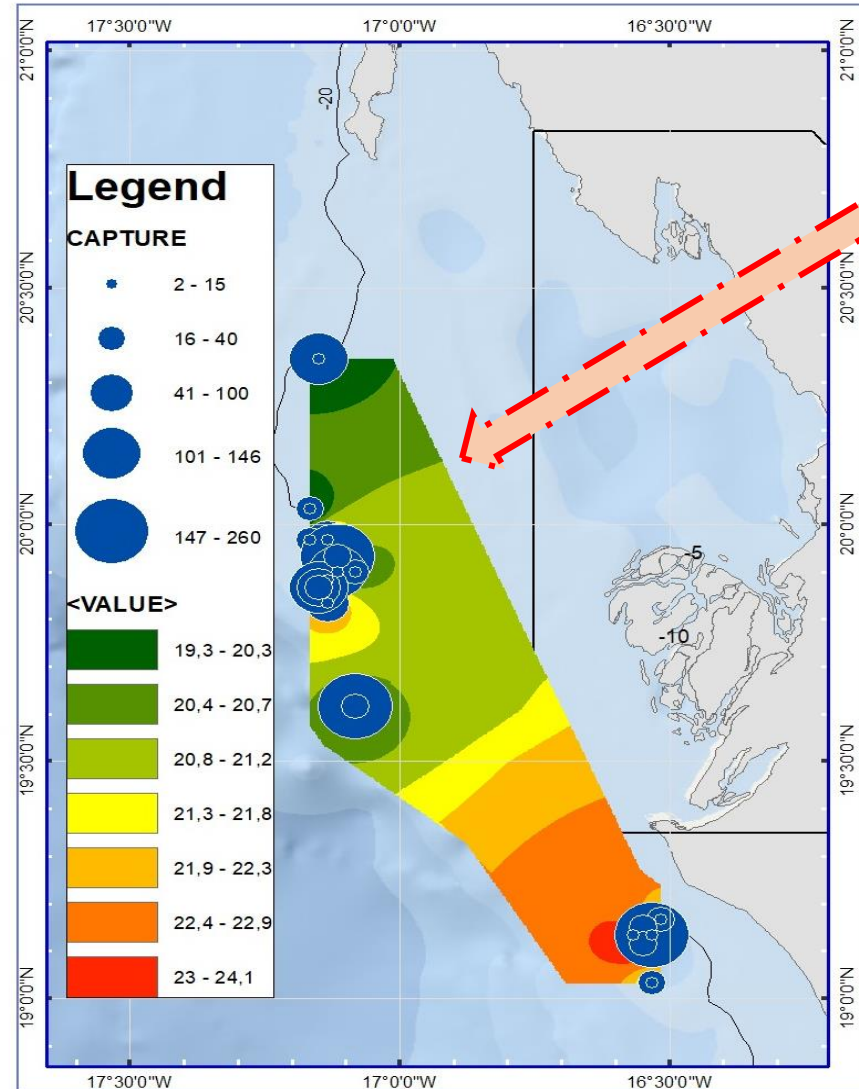 17°30'0"W 17°0'0"W 16°30'0"W
21°0'0"N 21°0'0"N
-20
Legend
CAPTURE
2 - 15
16 - 40
41 - 100
101 - 146
147 - 260
<VALUE>
19,3 - 20,3
20,4 - 20,7
20,8 - 21,2
21,3 - 21,8
21,9 - 22,3
22,4 - 22,9
23 - 24,1
20°30'0"N 20°30'0"N
20°0'0"N 20°0'0"N
-5
-10
19°30'0"N 19°30'0"N
19°0'0"N 19°0'0"N
17°30'0"W 17°0'0"W 16°30'0"W